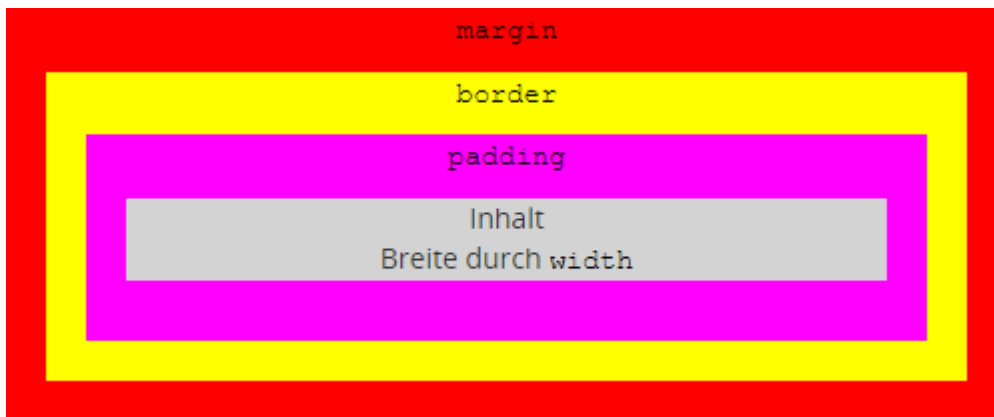 margin
border
padding
Inhalt
Breite durch width